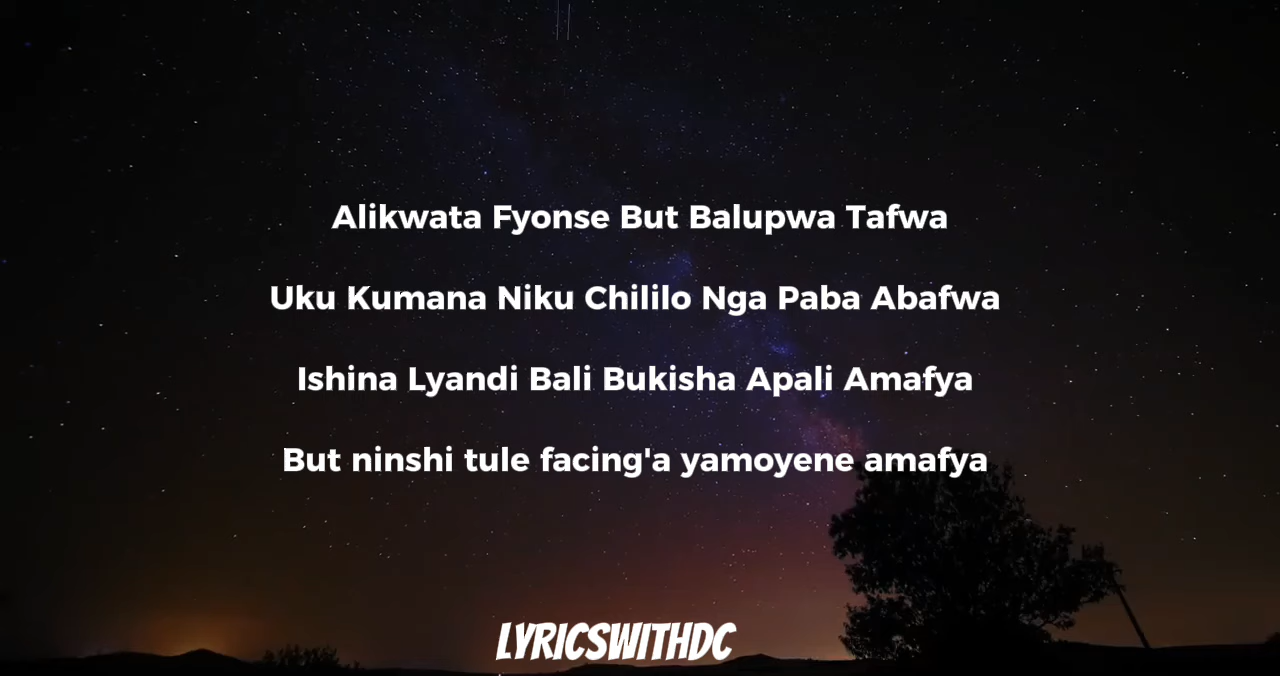 Alikwata Fyonse But Balupwa Tafwa
Uku Kumana Niku Chililo Nga Paba Abafwa
Ishina Lyandi Bali Bukisha Apali Amafya
But ninshi tule facing'a yamoyene amafya
LYRICSWITHDC